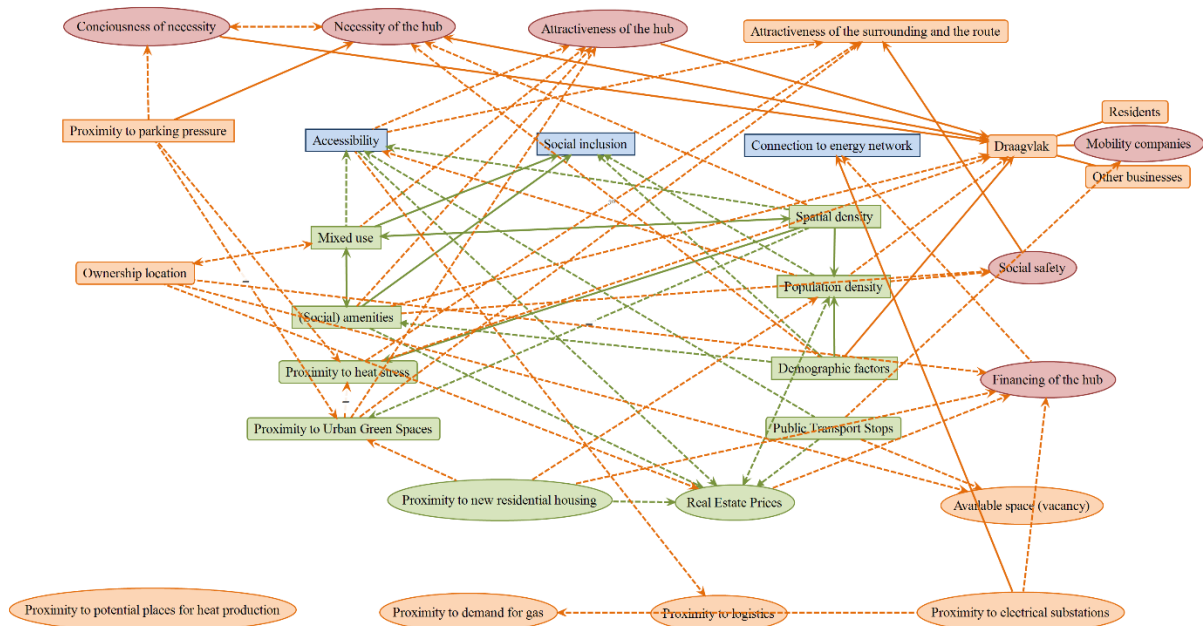 Conciousness of necessity
Necessity of the hub
Attractiveness of the hub
Attractiveness of the surrounding and the route
Proximity to parking pressure
Accessibility
Social inclusion
Connection to energy network
Draagvlak
Residents
Mobility companies
Other businesses
Mixed use
Spatial density
Ownership location
Social safety
(Social) amenities
Population density
Proximity to heat stress
Demographic factors
Financing of the hub
Proximity to Urban Green Spaces
Public Transport Stops
Proximity to new residential housing
Real Estate Prices
Available space (vacancy)
Proximity to potential places for heat production
Proximity to demand for gas
Proximity to logistics
Proximity to electrical substations